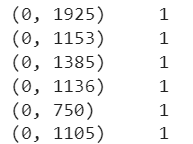 (0, 1925) 1
(0, 1153) 1
(0, 1385) 1
(0, 1136) 1
(0, 750) 1
(0, 1105) 1